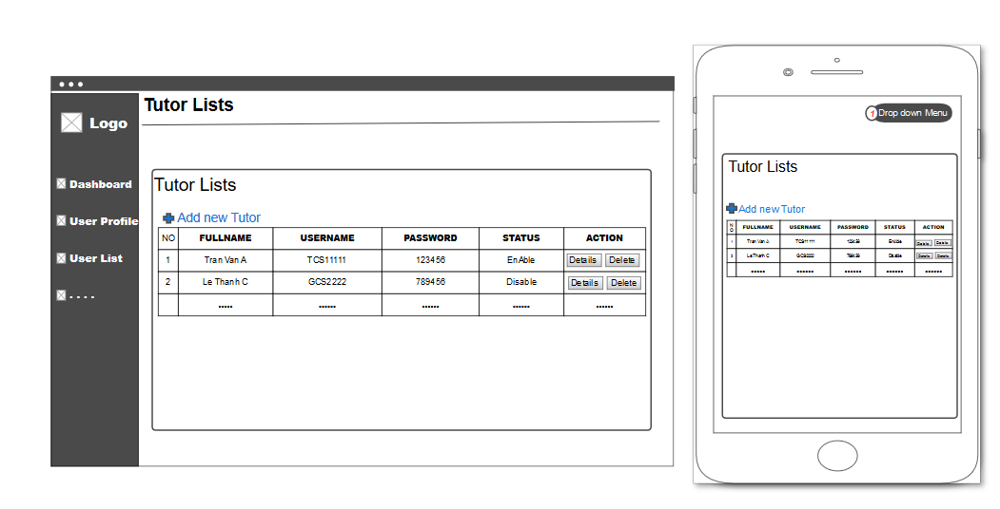 Tutor Lists
Logo
Dashboard
User Profile
User List
. . . .
Tutor Lists
Add new Tutor
NO FULLNAME USERNAME PASSWORD STATUS ACTION
1 Tran Van A TCS11111 123456 EnAble Details Delete
2 Le Thanh C GCS2222 789456 Disable Details Delete
..... ...... ...... ...... ......
1 Drop down Menu
Tutor Lists
Add new Tutor
NO FULLNAME USERNAME PASSWORD STATUS ACTION
1 Tran Van A TCS11111 123456 EnAble Details Delete
2 Le Thanh C GCS2222 789456 Disable Details Delete
..... ...... ...... ...... ......